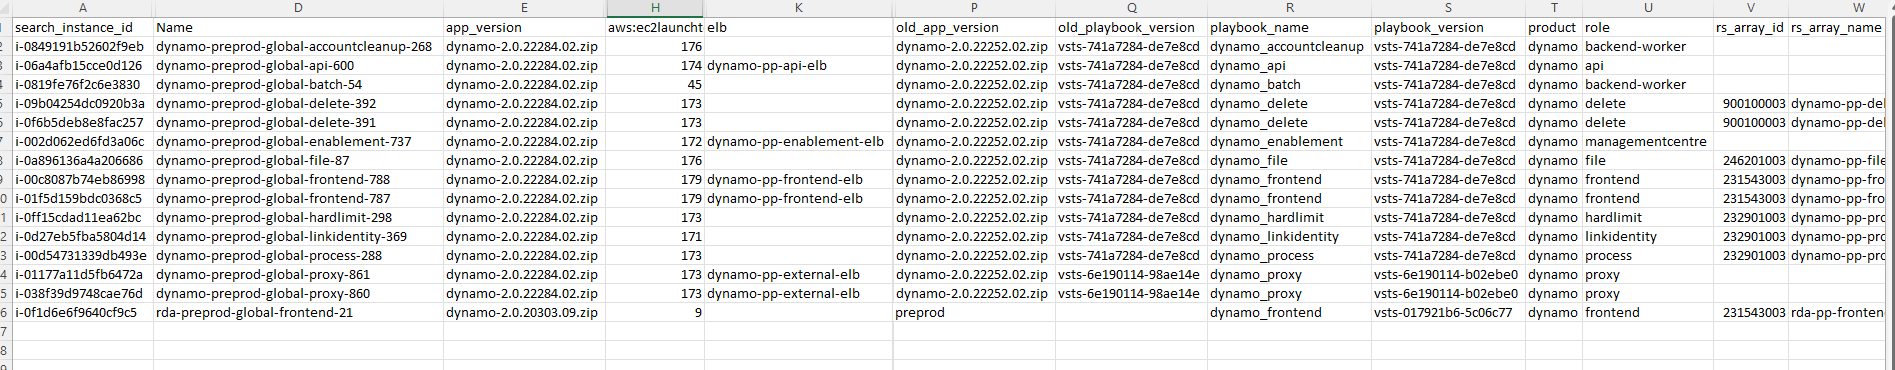 A D E H K P Q R S T U V W
search_instance_id Name app_version aws:ec2launcht elb old_app_version old_playbook_version playbook_name playbook_version product role rs_array_id rs_array_name
2 i-0849191b52602f9eb dynamo-preprod-global-accountcleanup-268 dynamo-2.0.22284.02.zip 176 dynamo-2.0.22252.02.zip vsts-741a7284-de7e8cd dynamo_accountcleanup vsts-741a7284-de7e8cd dynamo backend-worker
3 i-06a4afb15cce0d126 dynamo-preprod-global-api-600 dynamo-2.0.22284.02.zip 174 dynamo-pp-api-elb dynamo-2.0.22252.02.zip vsts-741a7284-de7e8cd dynamo_api vsts-741a7284-de7e8cd dynamo api
4 i-0819fe76f2c6e3830 dynamo-preprod-global-batch-54 dynamo-2.0.22284.02.zip 45 dynamo-2.0.22252.02.zip vsts-741a7284-de7e8cd dynamo_batch vsts-741a7284-de7e8cd dynamo backend-worker
5 i-09b04254dc0920b3a dynamo-preprod-global-delete-392 dynamo-2.0.22284.02.zip 173 dynamo-2.0.22252.02.zip vsts-741a7284-de7e8cd dynamo_delete vsts-741a7284-de7e8cd dynamo delete 900100003 dynamo-pp-del
6 i-0f6b5deb8e8fac257 dynamo-preprod-global-delete-391 dynamo-2.0.22284.02.zip 173 dynamo-2.0.22252.02.zip vsts-741a7284-de7e8cd dynamo_delete vsts-741a7284-de7e8cd dynamo delete 900100003 dynamo-pp-del
7 i-002d062ed6fd3a06c dynamo-preprod-global-enablement-737 dynamo-2.0.22284.02.zip 172 dynamo-pp-enablement-elb dynamo-2.0.22252.02.zip vsts-741a7284-de7e8cd dynamo_enablement vsts-741a7284-de7e8cd dynamo managementcentre
8 i-0a896136a4a206686 dynamo-preprod-global-file-87 dynamo-2.0.22284.02.zip 176 dynamo-2.0.22252.02.zip vsts-741a7284-de7e8cd dynamo_file vsts-741a7284-de7e8cd dynamo file 246201003 dynamo-pp-file
9 i-00c8087b74eb86998 dynamo-preprod-global-frontend-788 dynamo-2.0.22284.02.zip 179 dynamo-pp-frontend-elb dynamo-2.0.22252.02.zip vsts-741a7284-de7e8cd dynamo_frontend vsts-741a7284-de7e8cd dynamo frontend 231543003 dynamo-pp-fro
0 i-01f5d159bdc0368c5 dynamo-preprod-global-frontend-787 dynamo-2.0.22284.02.zip 179 dynamo-pp-frontend-elb dynamo-2.0.22252.02.zip vsts-741a7284-de7e8cd dynamo_frontend vsts-741a7284-de7e8cd dynamo frontend 231543003 dynamo-pp-fro
1 i-0ff15cdad11ea62bc dynamo-preprod-global-hardlimit-298 dynamo-2.0.22284.02.zip 173 dynamo-2.0.22252.02.zip vsts-741a7284-de7e8cd dynamo_hardlimit vsts-741a7284-de7e8cd dynamo hardlimit 232901003 dynamo-pp-pro
2 i-0d27eb5fba5804d14 dynamo-preprod-global-linkidentity-369 dynamo-2.0.22284.02.zip 171 dynamo-2.0.22252.02.zip vsts-741a7284-de7e8cd dynamo_linkidentity vsts-741a7284-de7e8cd dynamo linkidentity 232901003 dynamo-pp-pro
3 i-00d54731339db493e dynamo-preprod-global-process-288 dynamo-2.0.22284.02.zip 173 dynamo-2.0.22252.02.zip vsts-741a7284-de7e8cd dynamo_process vsts-741a7284-de7e8cd dynamo process 232901003 dynamo-pp-pro
4 i-01177a11d5fb6472a dynamo-preprod-global-proxy-861 dynamo-2.0.22284.02.zip 173 dynamo-pp-external-elb dynamo-2.0.22252.02.zip vsts-6e190114-98ae14e dynamo_proxy vsts-6e190114-b02ebe0 dynamo proxy
5 i-038f39d9748cae76d dynamo-preprod-global-proxy-860 dynamo-2.0.22284.02.zip 173 dynamo-pp-external-elb dynamo-2.0.22252.02.zip vsts-6e190114-98ae14e dynamo_proxy vsts-6e190114-b02ebe0 dynamo proxy
6 i-0f1d6e6f9640cf9c5 rda-preprod-global-frontend-21 dynamo-2.0.20303.09.zip 9 preprod dynamo_frontend vsts-017921b6-5c06c77 dynamo frontend 231543003 rda-pp-fronten
7
8